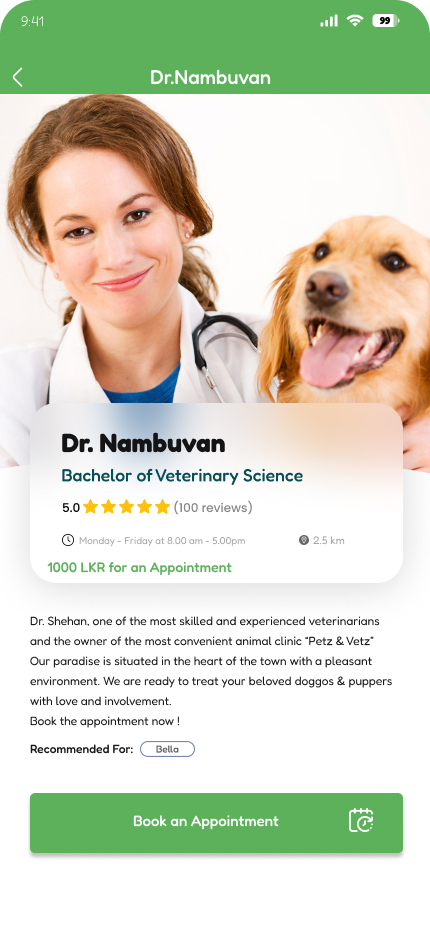 9:41
99
Dr.Nambuvan
Dr. Nambuvan
Bachelor of Veterinary Science
5.0 (100 reviews)
Monday - Friday at 8.00 am - 5.00pm 2.5 km
1000 LKR for an Appointment
Dr. Shehan, one of the most skilled and experienced veterinarians
and the owner of the most convenient animal clinic “Petz & Vetz”
Our paradise is situated in the heart of the town with a pleasant
environment. We are ready to treat your beloved doggos & puppers
with love and involvement.
Book the appointment now !
Recommended For: Bella
Book an Appointment